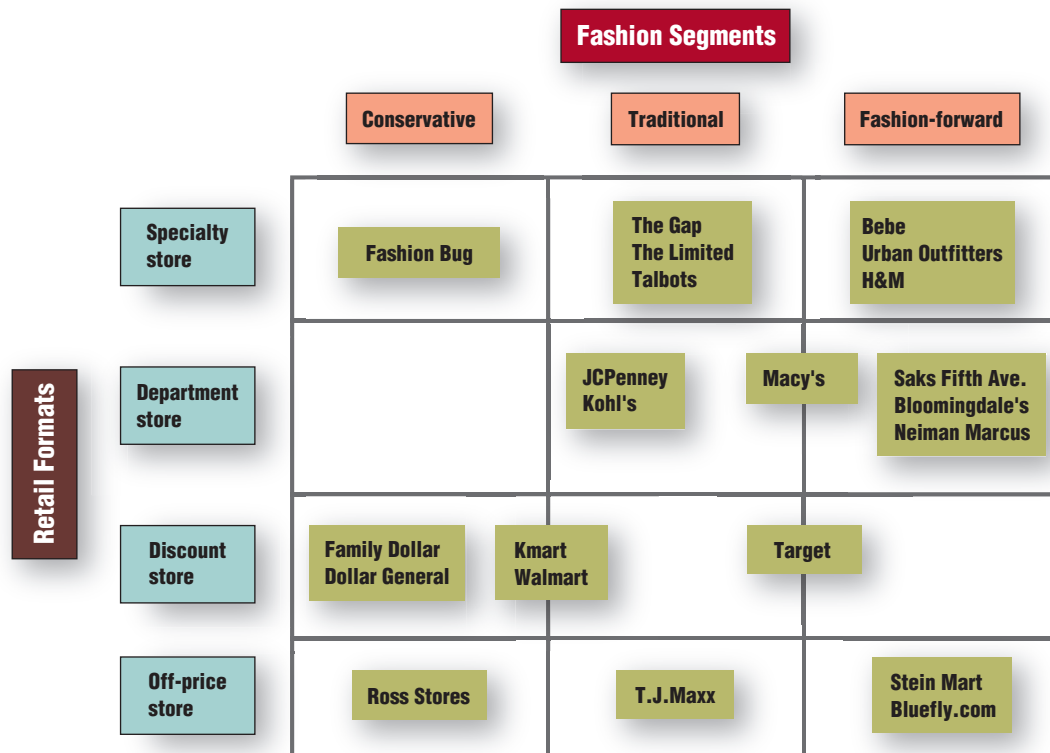 Fashion Segments
Conservative
Traditional
Fashion-forward
Retail Formats
Specialty
store
Fashion Bug
The Gap
The Limited
Talbots
Bebe
Urban Outfitters
H&M
Department
store
JCPenney
Kohl's
Macy's
Saks Fifth Ave.
Bloomingdale's
Neiman Marcus
Discount
store
Family Dollar
Dollar General
Kmart
Walmart
Target
Off-price
store
Ross Stores
T.J.Maxx
Stein Mart
Bluefly.com